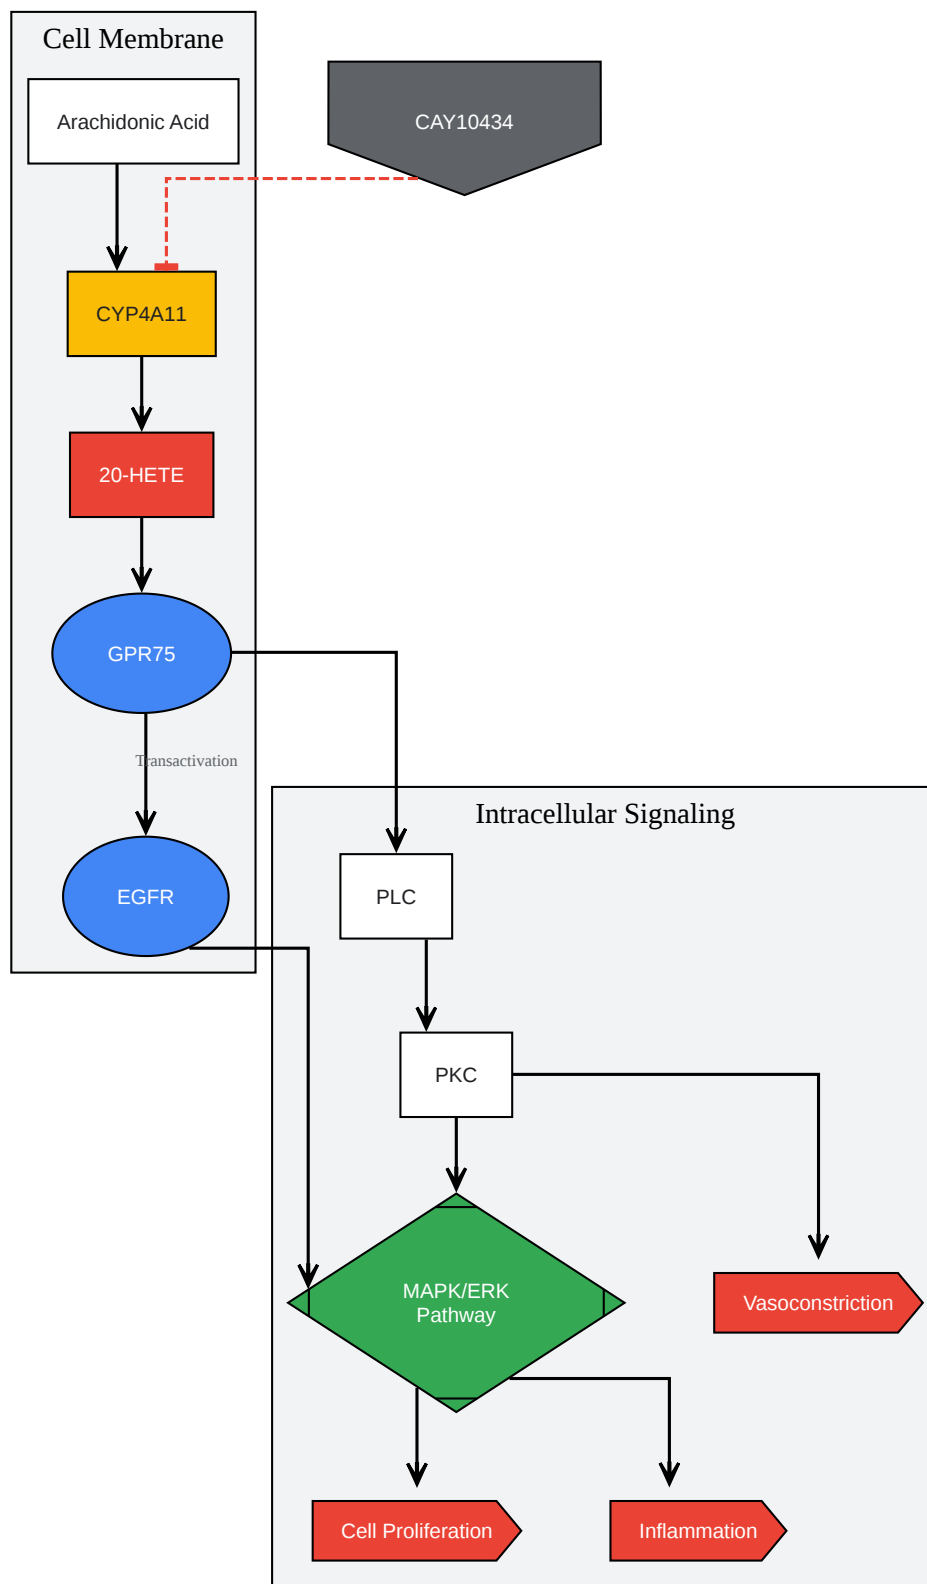 Cell Membrane
Arachidonic Acid
CAY10434
CYP4A11
20-HETE
GPR75
Transactivation
EGFR
Intracellular Signaling
PLC
PKC
MAPK/ERK
Pathway
Vasoconstriction
Cell Proliferation
Inflammation